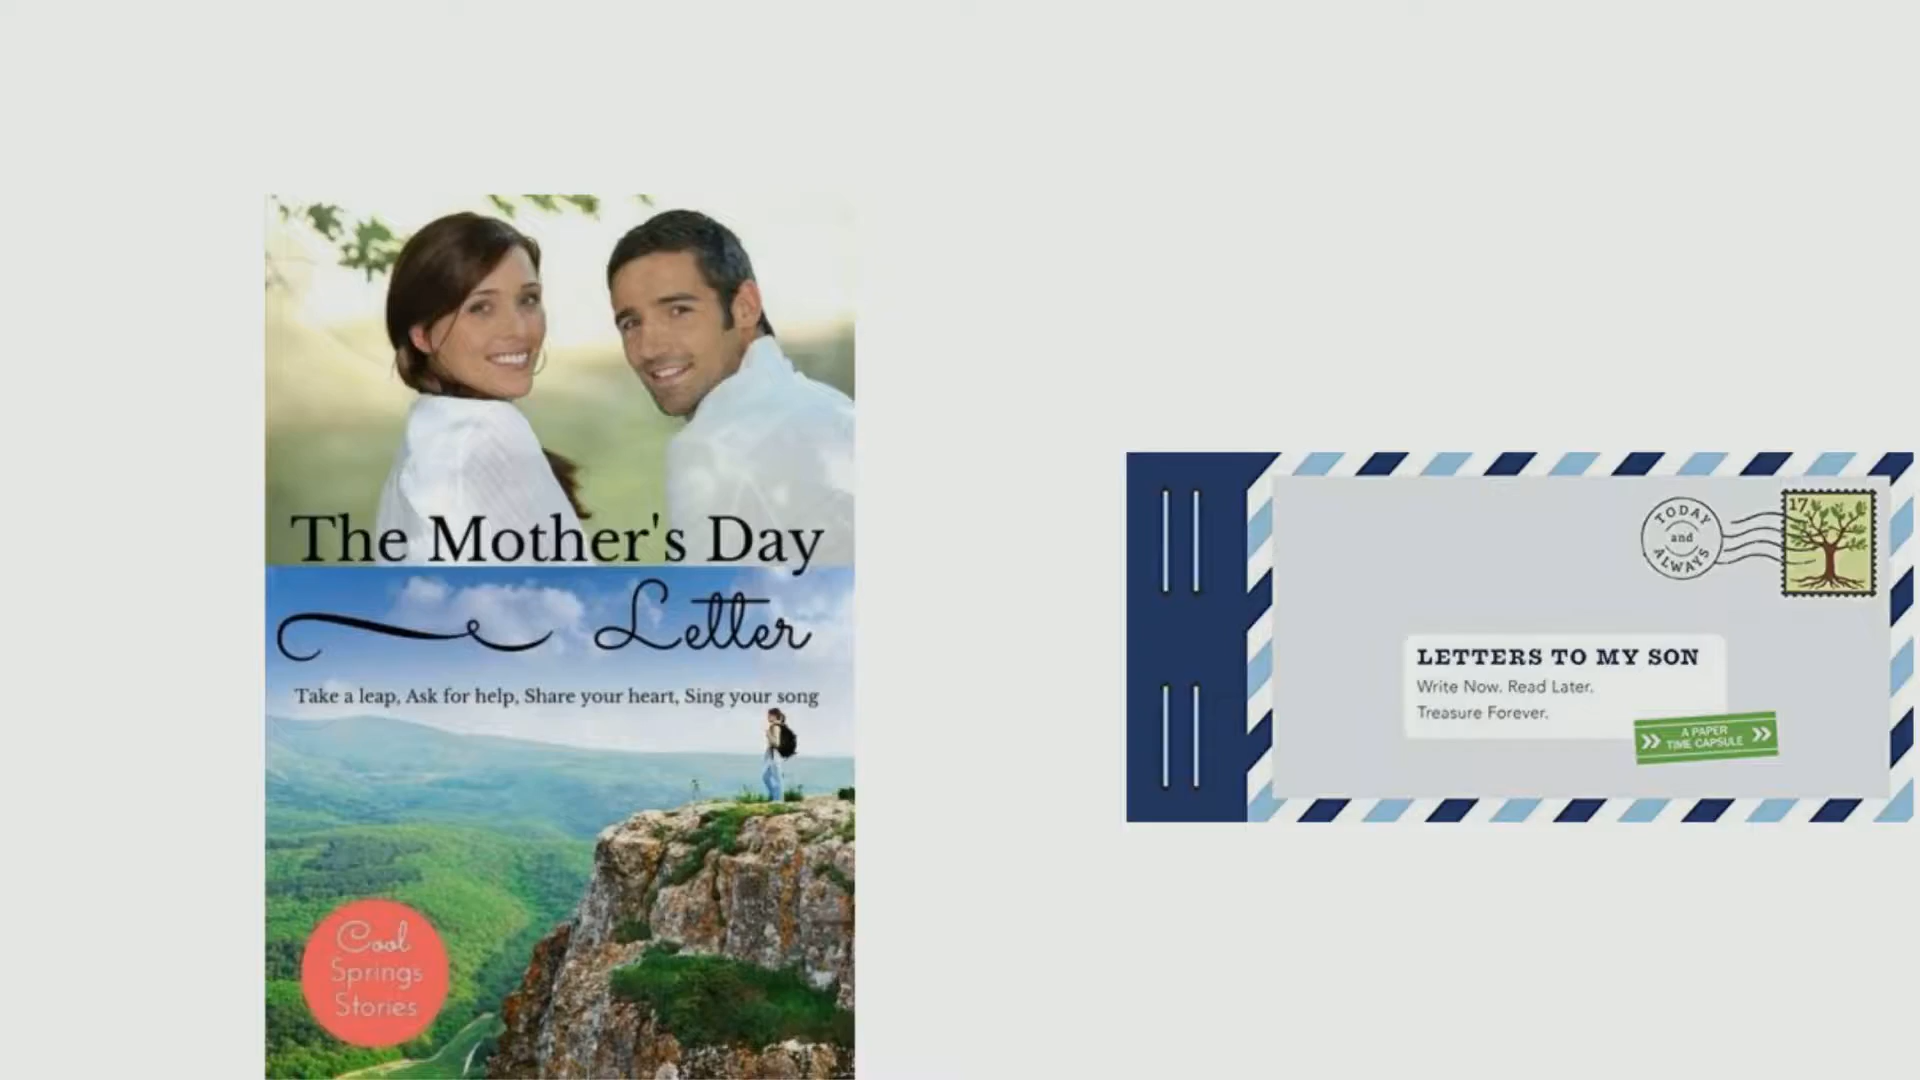 The Mother's Day
Letter
Take a leap, Ask for help, Share your heart, Sing your song
Cool
Springs
Stories
TODAY
and
ALWAYS
17
LETTERS TO MY SON
Write Now. Read Later.
Treasure Forever.
A PAPER
TIME CAPSULE